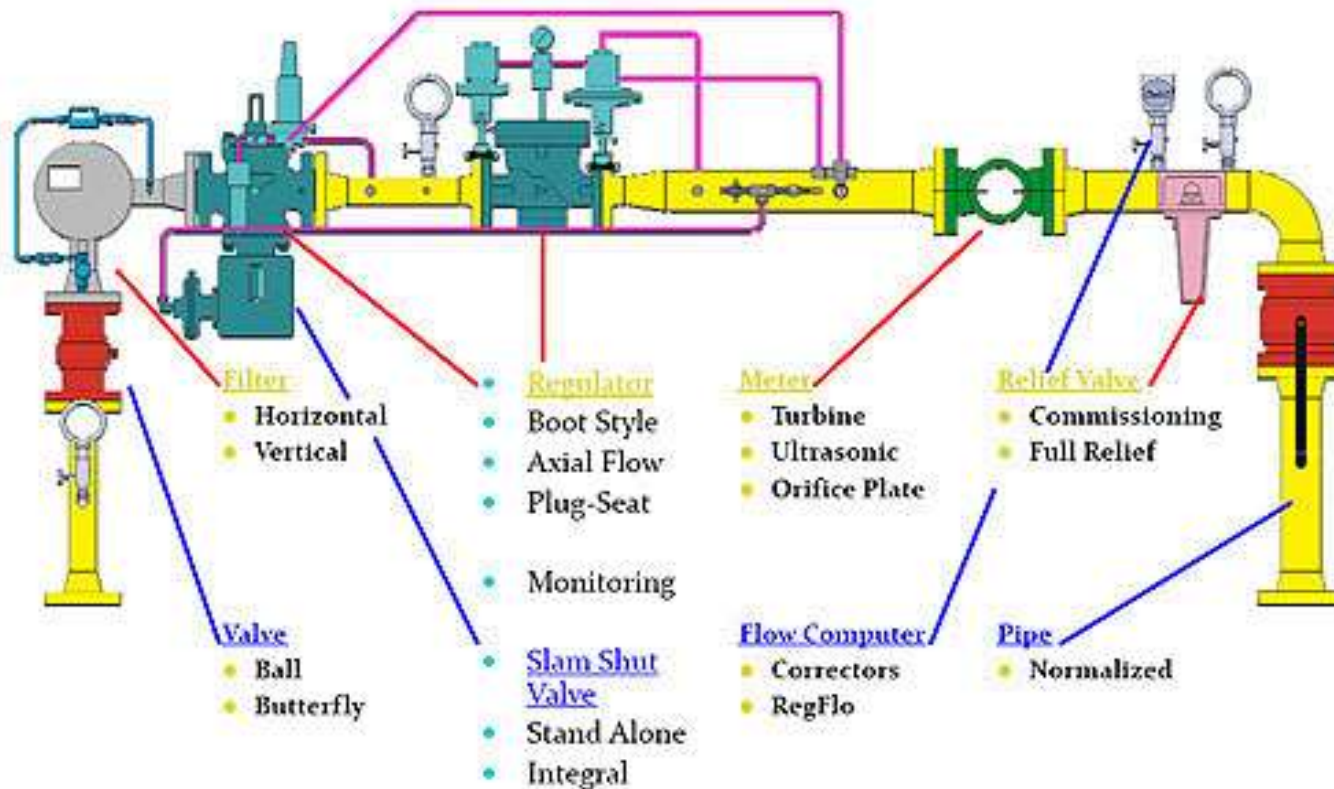 Filter
Horizontal
Vertical
Regulator
Boot Style
Axial Flow
Plug-Seat
Monitoring
Meter
Turbine
Ultrasonic
Orifice Plate
Relief Valve
Commissioning
Full Relief
Valve
Ball
Butterfly
Slam Shut
Valve
Stand Alone
Integral
Flow Computer
Correctors
RegFlo
Pipe
Normalized